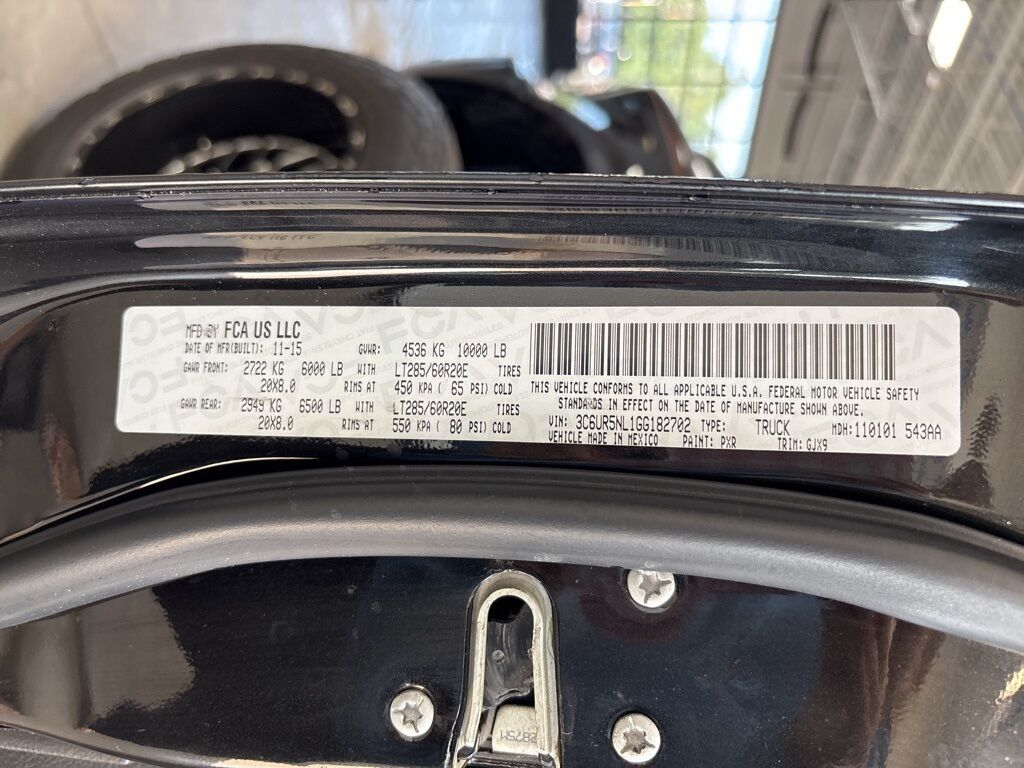 MFD BY FCA US LLC
DATE OF MFR(BUILT): 11-15 GVWR: 4536 KG 10000 LB
GAWR FRONT: 2722 KG 6000 LB WITH LT285/60R20E TIRES
20X8.0 RIMS AT 450 KPA ( 65 PSI) COLD
GAWR REAR: 2949 KG 6500 LB WITH LT285/60R20E TIRES
20X8.0 RIMS AT 550 KPA ( 80 PSI) COLD
THIS VEHICLE CONFORMS TO ALL APPLICABLE U.S.A. FEDERAL MOTOR VEHICLE SAFETY
STANDARDS IN EFFECT ON THE DATE OF MANUFACTURE SHOWN ABOVE.
VIN: 3C6UR5NL1GG182702 TYPE: TRUCK MDH: 110101 543AA
VEHICLE MADE IN MEXICO PAINT: PXR TRIM: GJX9
2875M